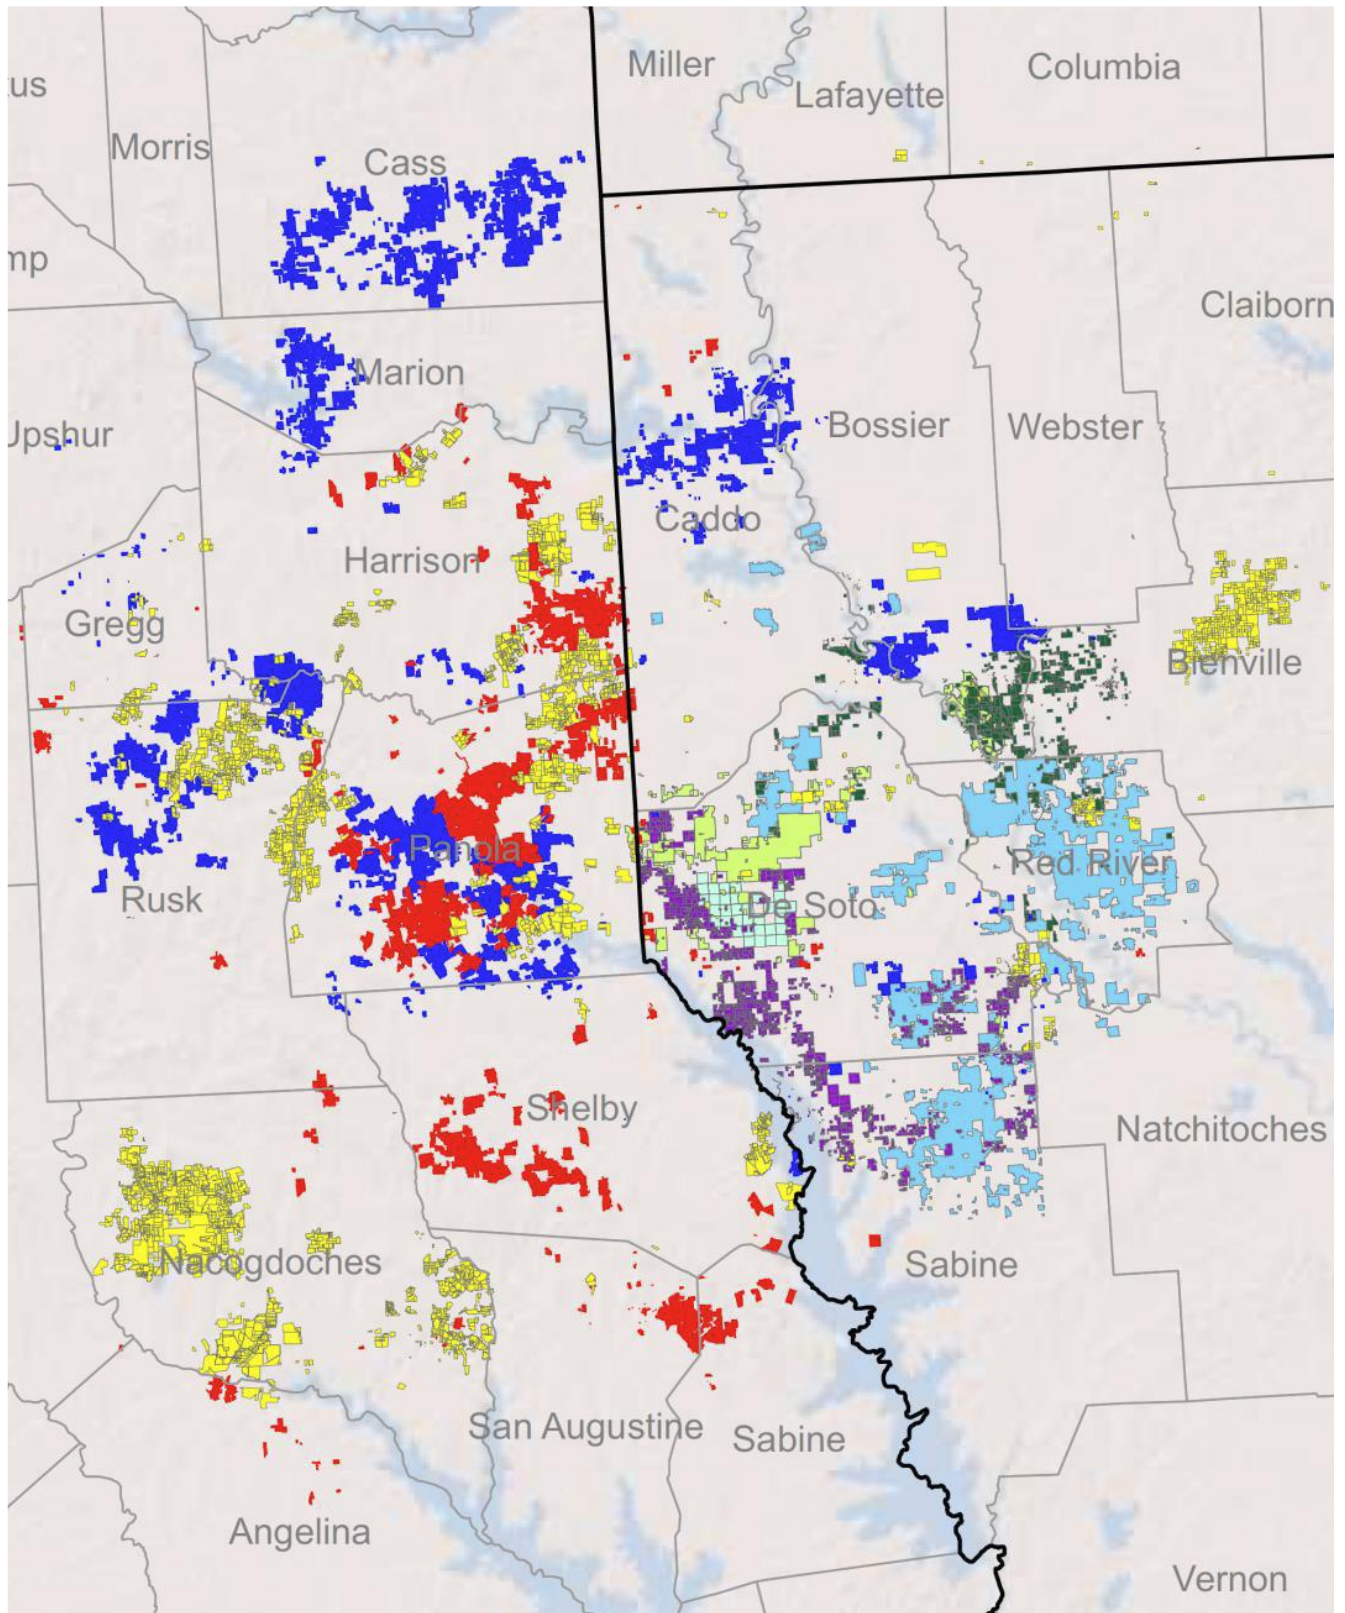 Miller
Columbia
us
Lafayette
Morris
Cass
mp
Claiborn
Marion
Upshur
Bossier
Webster
Caddo
Harrison
Gregg
Bienville
Panola
Red River
Rusk
De Soto
Shelby
Natchitoches
Nacogdoches
Sabine
San Augustine
Sabine
Angelina
Vernon